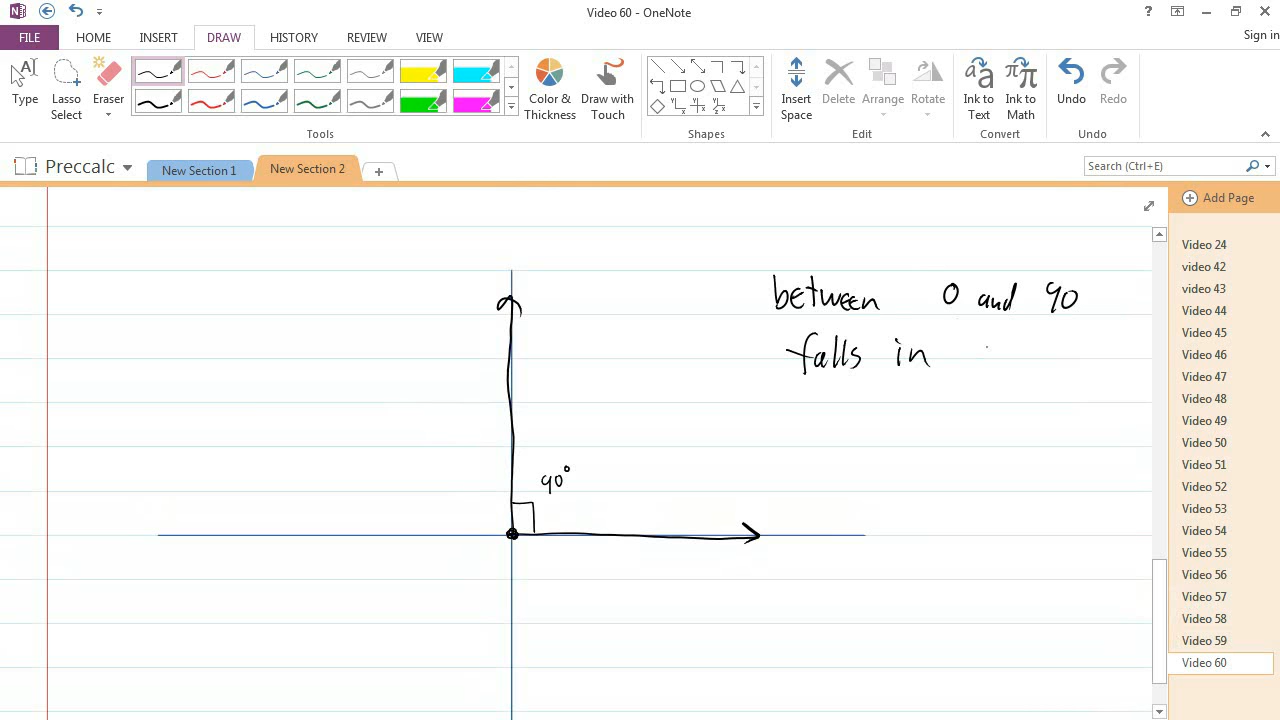 Video 60 - OneNote
Sign in
FILE HOME INSERT DRAW HISTORY REVIEW VIEW
Type
Lasso Select
Eraser
Color & Thickness
Draw with Touch
Insert Space
Delete
Arrange
Rotate
Ink to Text
Ink to Math
Undo
Redo
Tools
Shapes
Edit
Convert
Undo
Preccalc
New Section 1
New Section 2
Search (Ctrl+E)
Add Page
between 0 and 90
falls in
90°
Video 24
video 42
video 43
Video 44
Video 45
Video 46
Video 47
Video 48
Video 49
Video 50
Video 51
Video 52
Video 53
Video 54
Video 55
Video 56
Video 57
Video 58
Video 59
Video 60